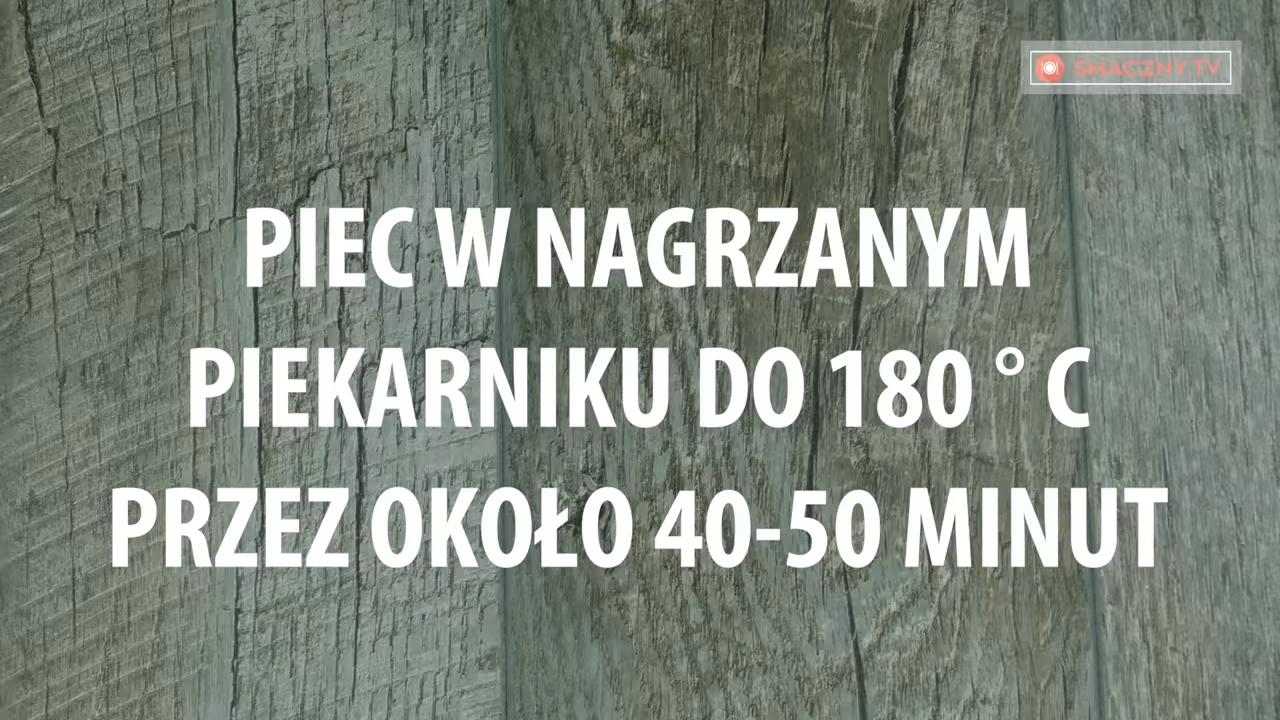 SMACZNY.TV
PIEC W NAGRZANYM
PIEKARNIKU DO 180 ° C
PRZEZ OKOŁO 40-50 MINUT